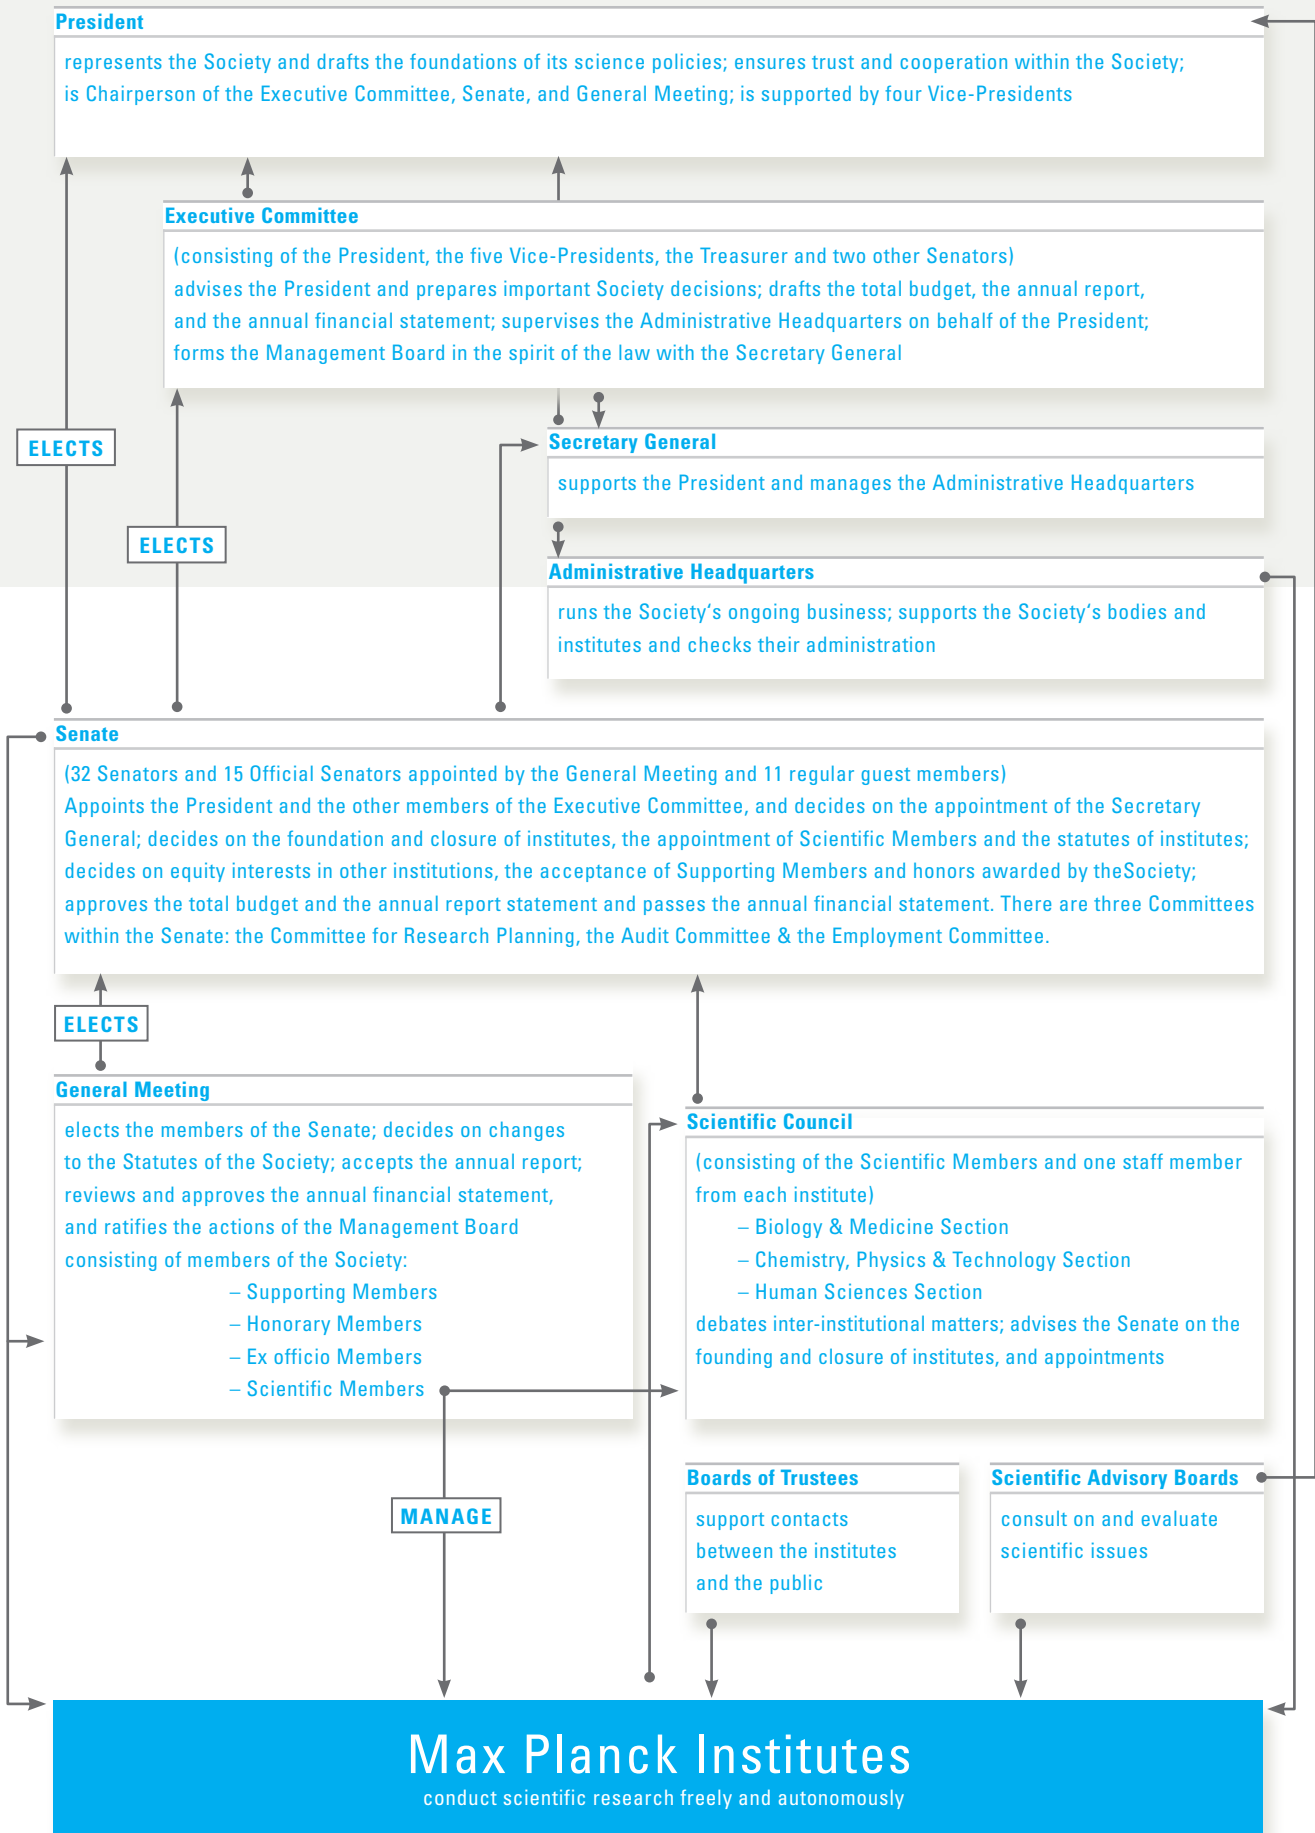 President
represents the Society and drafts the foundations of its science policies; ensures trust and cooperation within the Society;
is Chairperson of the Executive Committee, Senate, and General Meeting; is supported by four Vice-Presidents
Executive Committee
(consisting of the President, the five Vice-Presidents, the Treasurer and two other Senators)
advises the President and prepares important Society decisions; drafts the total budget, the annual report,
and the annual financial statement; supervises the Administrative Headquarters on behalf of the President;
forms the Management Board in the spirit of the law with the Secretary General
ELECTS
Secretary General
supports the President and manages the Administrative Headquarters
ELECTS
Administrative Headquarters
runs the Society‘s ongoing business; supports the Society‘s bodies and
institutes and checks their administration
Senate
(32 Senators and 15 Official Senators appointed by the General Meeting and 11 regular guest members)
Appoints the President and the other members of the Executive Committee, and decides on the appointment of the Secretary
General; decides on the foundation and closure of institutes, the appointment of Scientific Members and the statutes of institutes;
decides on equity interests in other institutions, the acceptance of Supporting Members and honors awarded by theSociety;
approves the total budget and the annual report statement and passes the annual financial statement. There are three Committees
within the Senate: the Committee for Research Planning, the Audit Committee & the Employment Committee.
ELECTS
General Meeting
elects the members of the Senate; decides on changes
to the Statutes of the Society; accepts the annual report;
reviews and approves the annual financial statement,
and ratifies the actions of the Management Board
consisting of members of the Society:
– Supporting Members
– Honorary Members
– Ex officio Members
– Scientific Members
Scientific Council
(consisting of the Scientific Members and one staff member
from each institute)
– Biology & Medicine Section
– Chemistry, Physics & Technology Section
– Human Sciences Section
debates inter-institutional matters; advises the Senate on the
founding and closure of institutes, and appointments
MANAGE
Boards of Trustees
support contacts
between the institutes
and the public
Scientific Advisory Boards
consult on and evaluate
scientific issues
Max Planck Institutes
conduct scientific research freely and autonomously